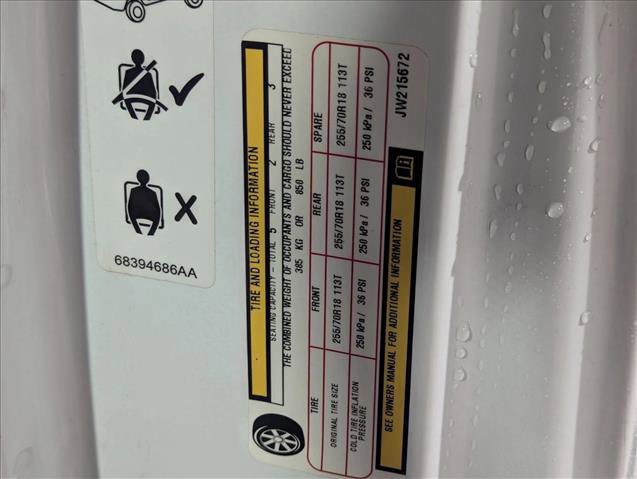 68394686AA
TIRE AND LOADING INFORMATION
SEATING CAPACITY - TOTAL 5 FRONT 2 REAR 3
THE COMBINED WEIGHT OF OCCUPANTS AND CARGO SHOULD NEVER EXCEED
385 KG OR 850 LB
TIRE FRONT REAR SPARE
ORIGINAL TIRE SIZE 255/70R18 113T 255/70R18 113T 255/70R18 113T
COLD TIRE INFLATION PRESSURE 250 kPa / 36 PSI 250 kPa / 36 PSI 250 kPa / 36 PSI
SEE OWNERS MANUAL FOR ADDITIONAL INFORMATION
JW215672